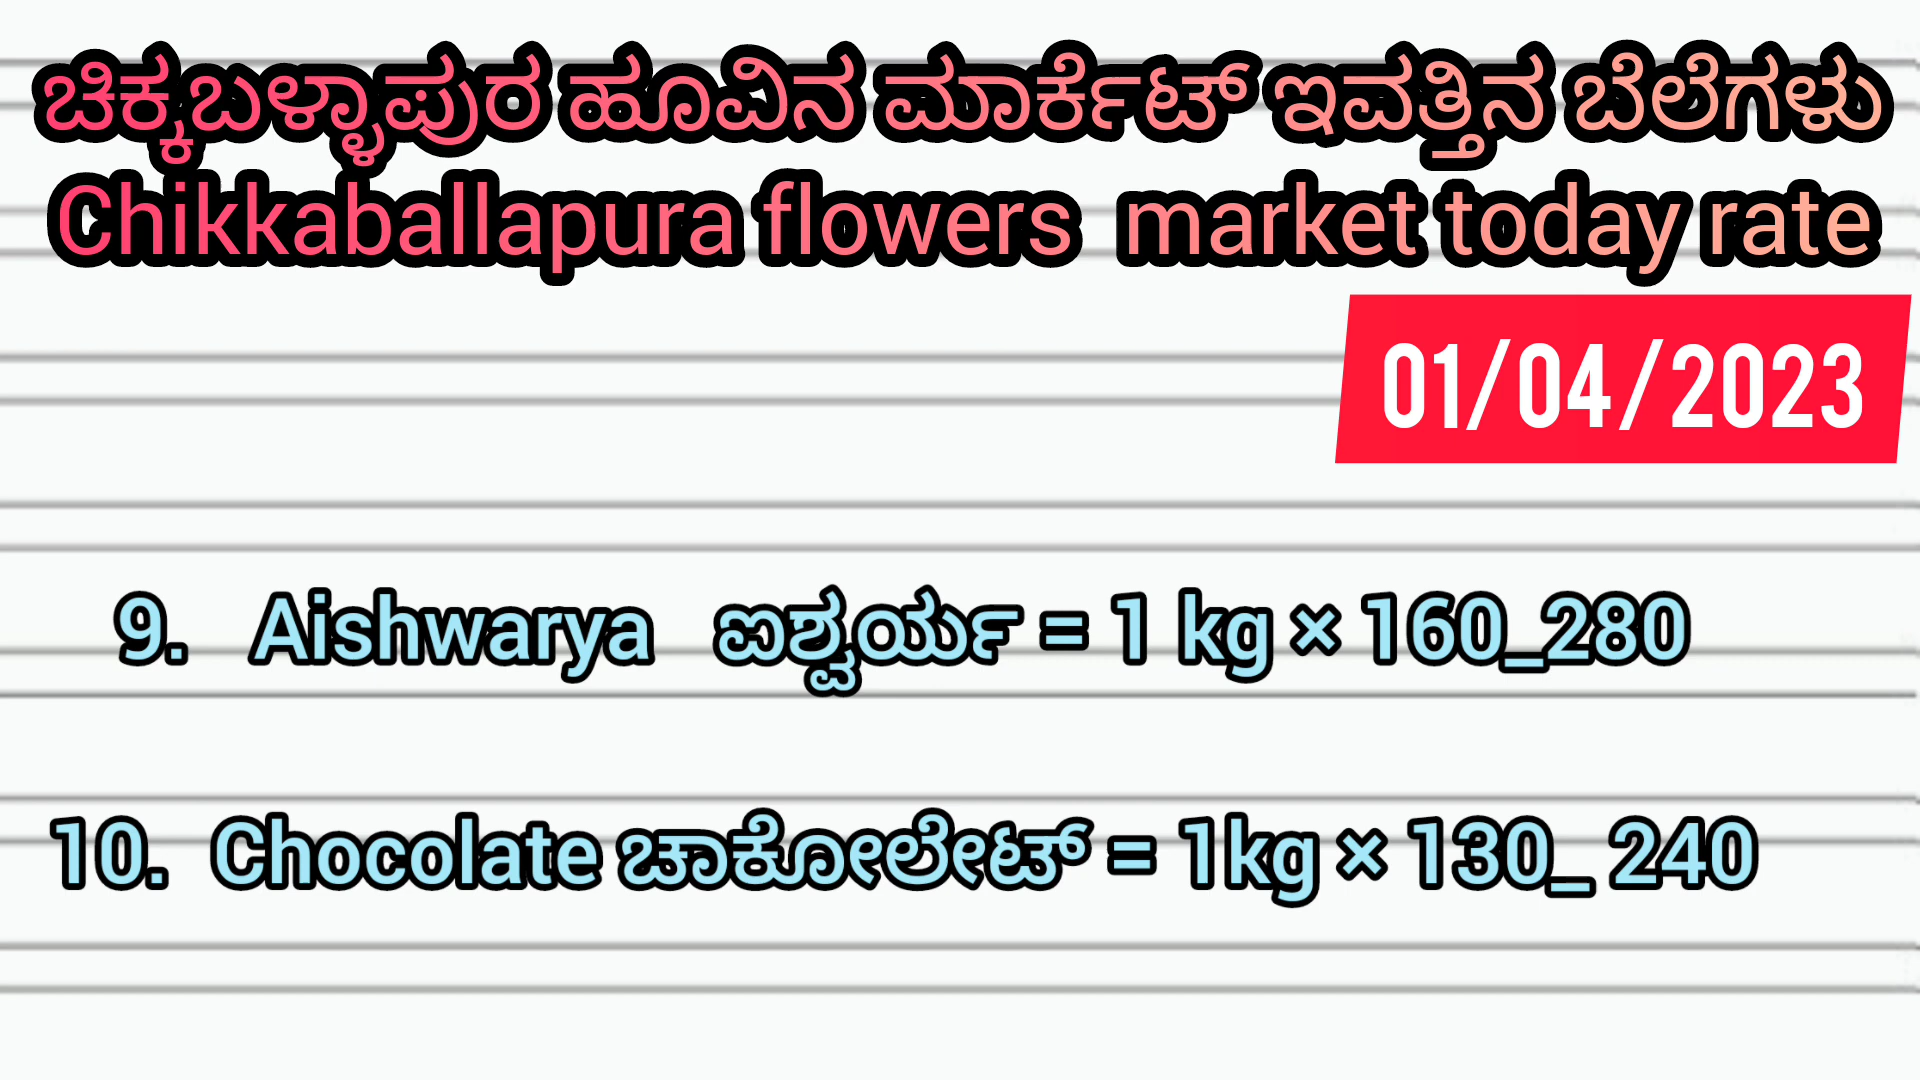 ಚಿಕ್ಕಬಳ್ಳಾಪುರ ಹೂವಿನ ಮಾರ್ಕೆಟ್ ಇವತ್ತಿನ ಬೆಲೆಗಳು
Chikkaballapura flowers market today rate
01/04/2023
9. Aishwarya ಐಶ್ವರ್ಯ = 1 kg × 160_280
10. Chocolate ಚಾಕೋಲೇಟ್ = 1kg × 130_ 240